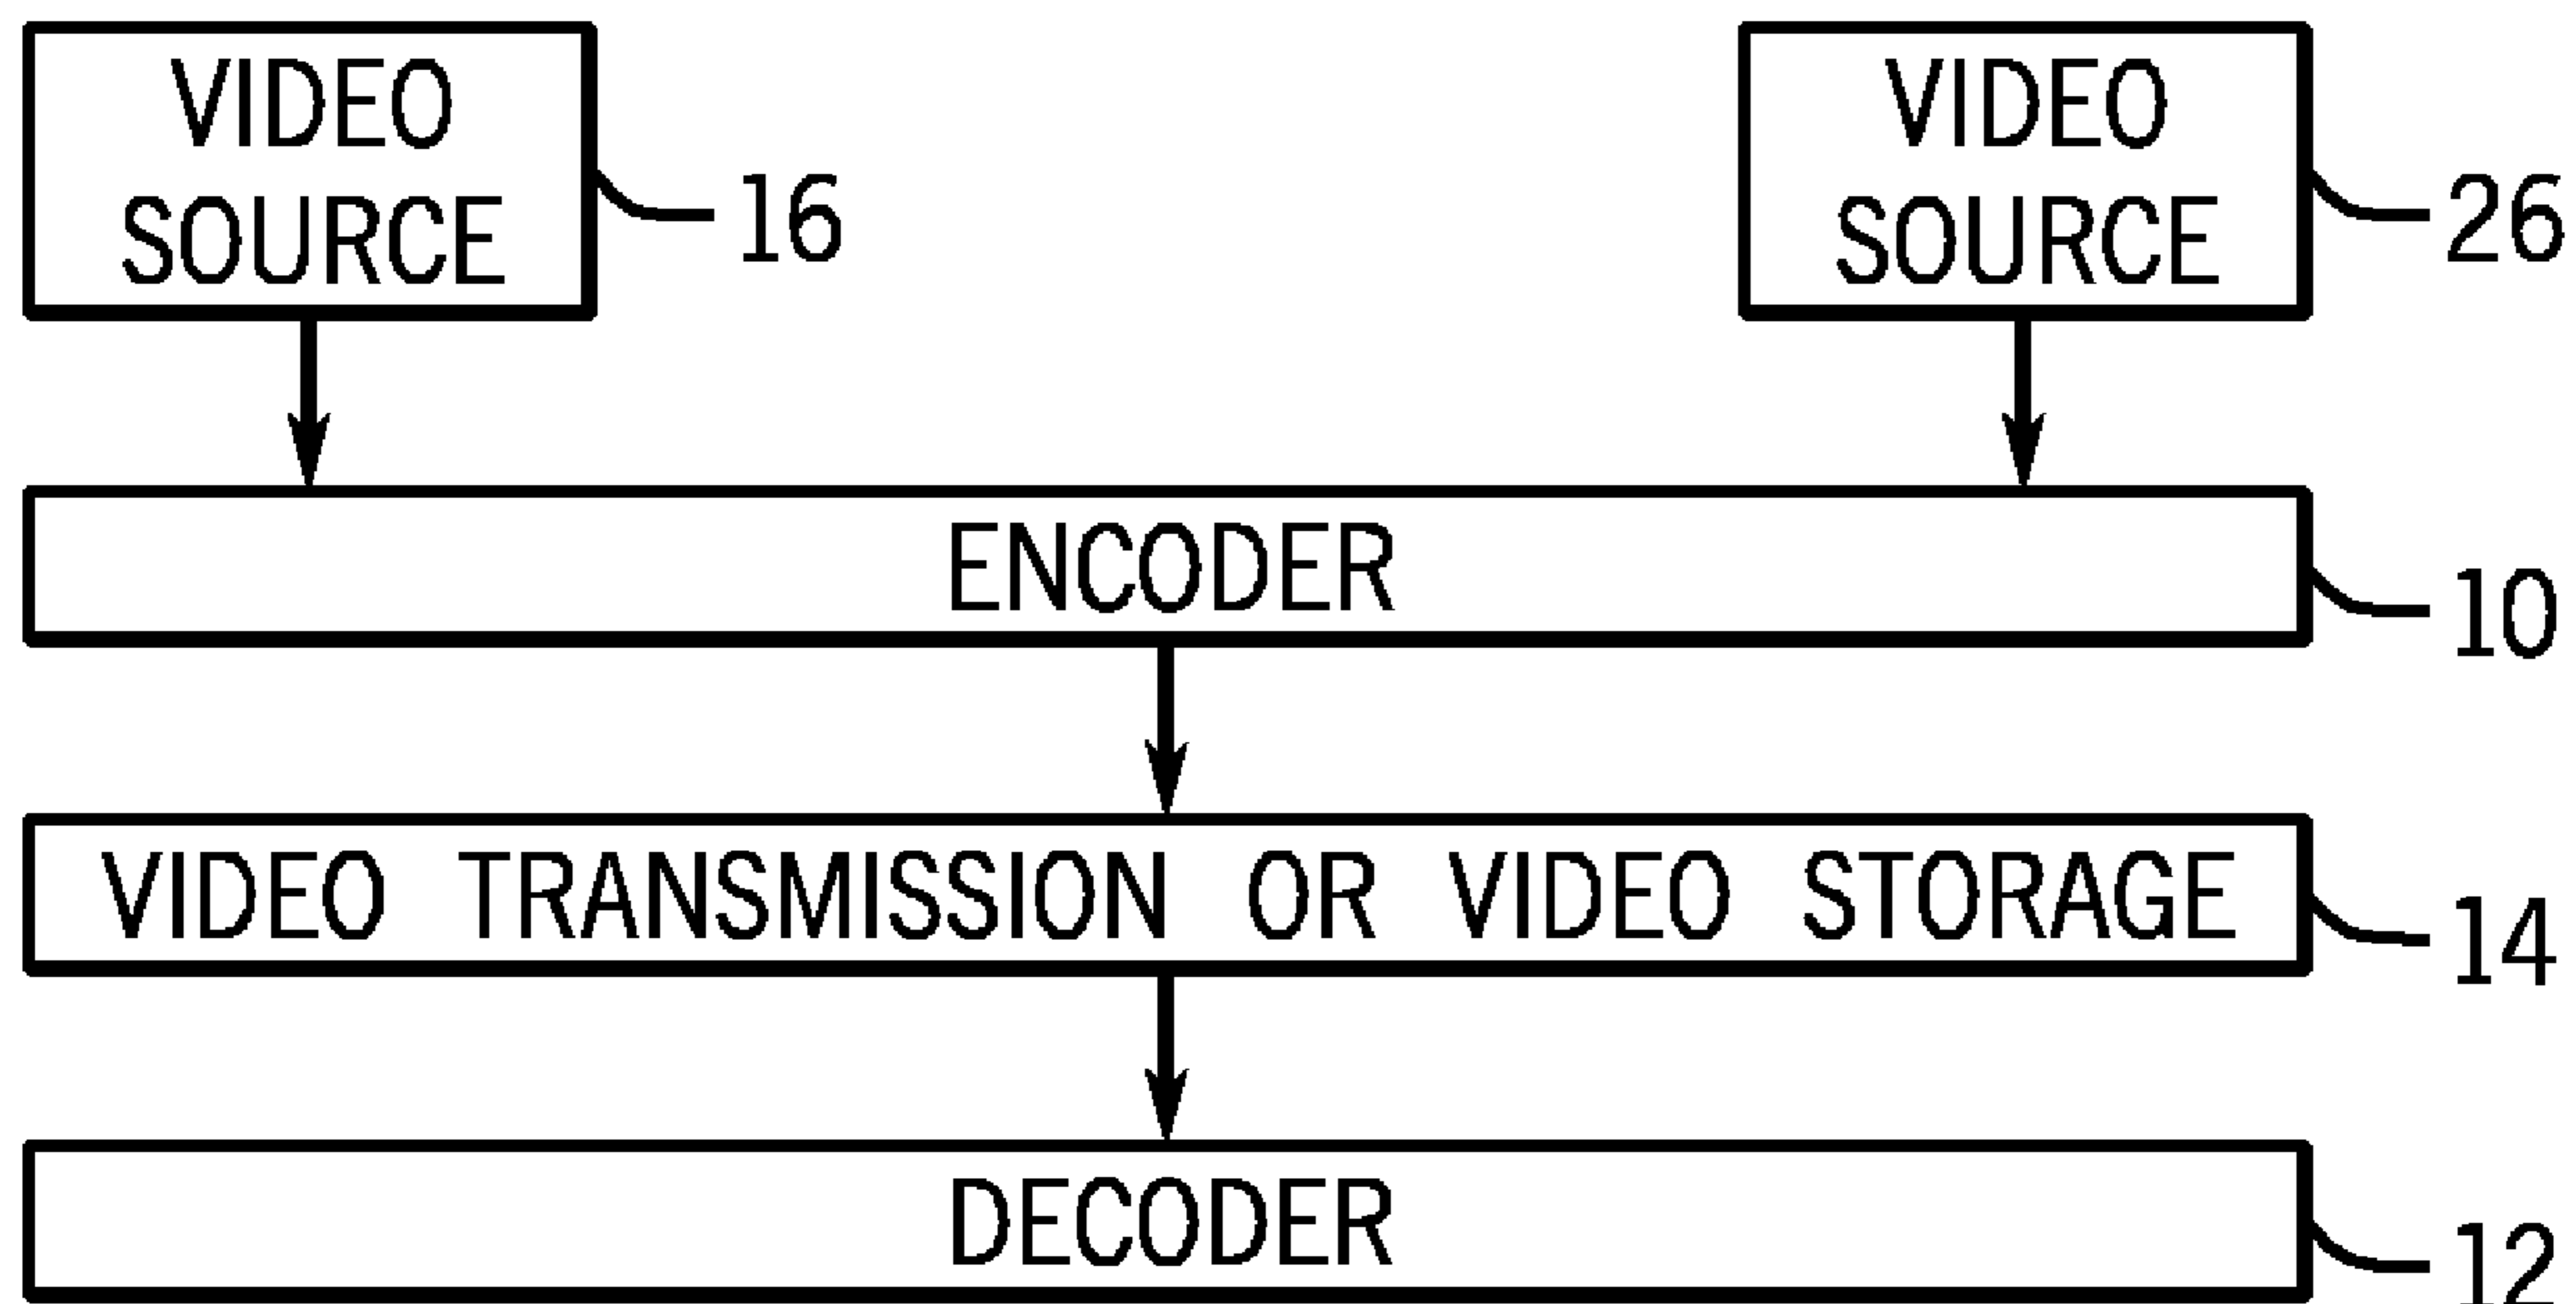 VIDEO
SOURCE
16
VIDEO
SOURCE
26
ENCODER
10
VIDEO TRANSMISSION OR VIDEO STORAGE
14
DECODER
12